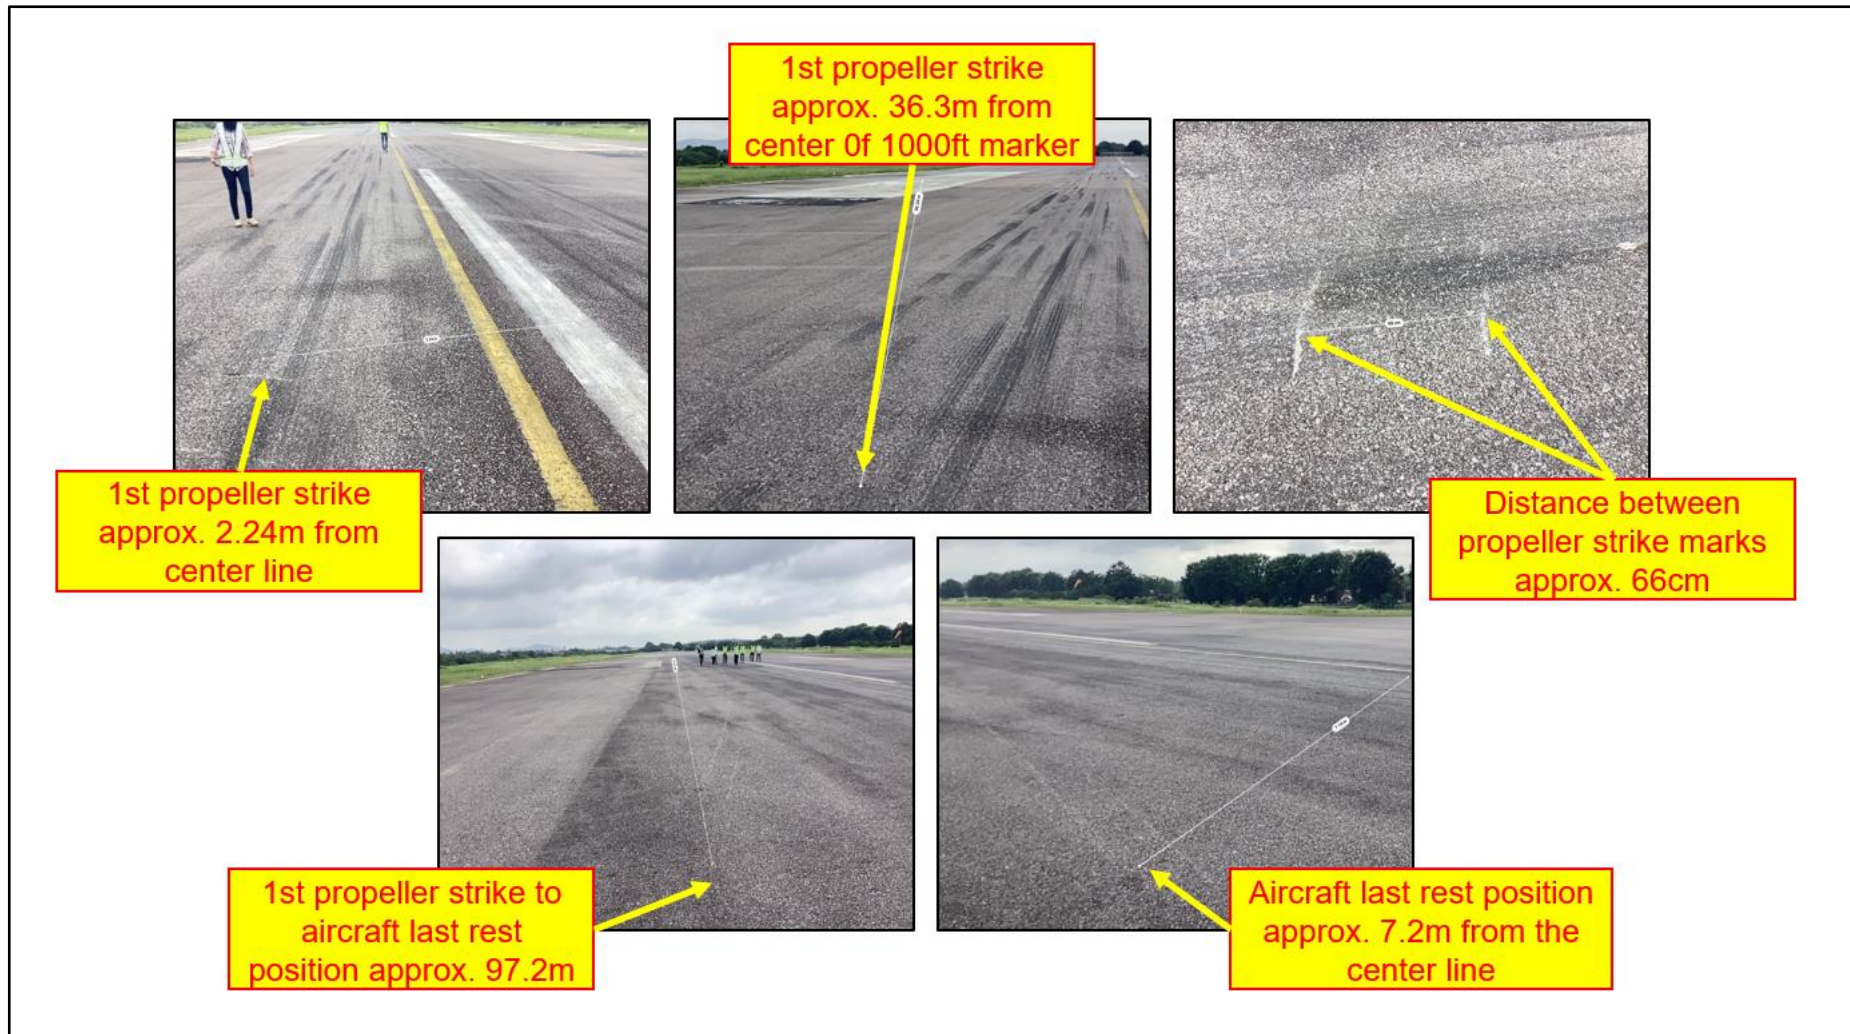 1st propeller strike
approx. 36.3m from
center 0f 1000ft marker
1st propeller strike
approx. 2.24m from
center line
Distance between
propeller strike marks
approx. 66cm
1st propeller strike to
aircraft last rest
position approx. 97.2m
Aircraft last rest position
approx. 7.2m from the
center line